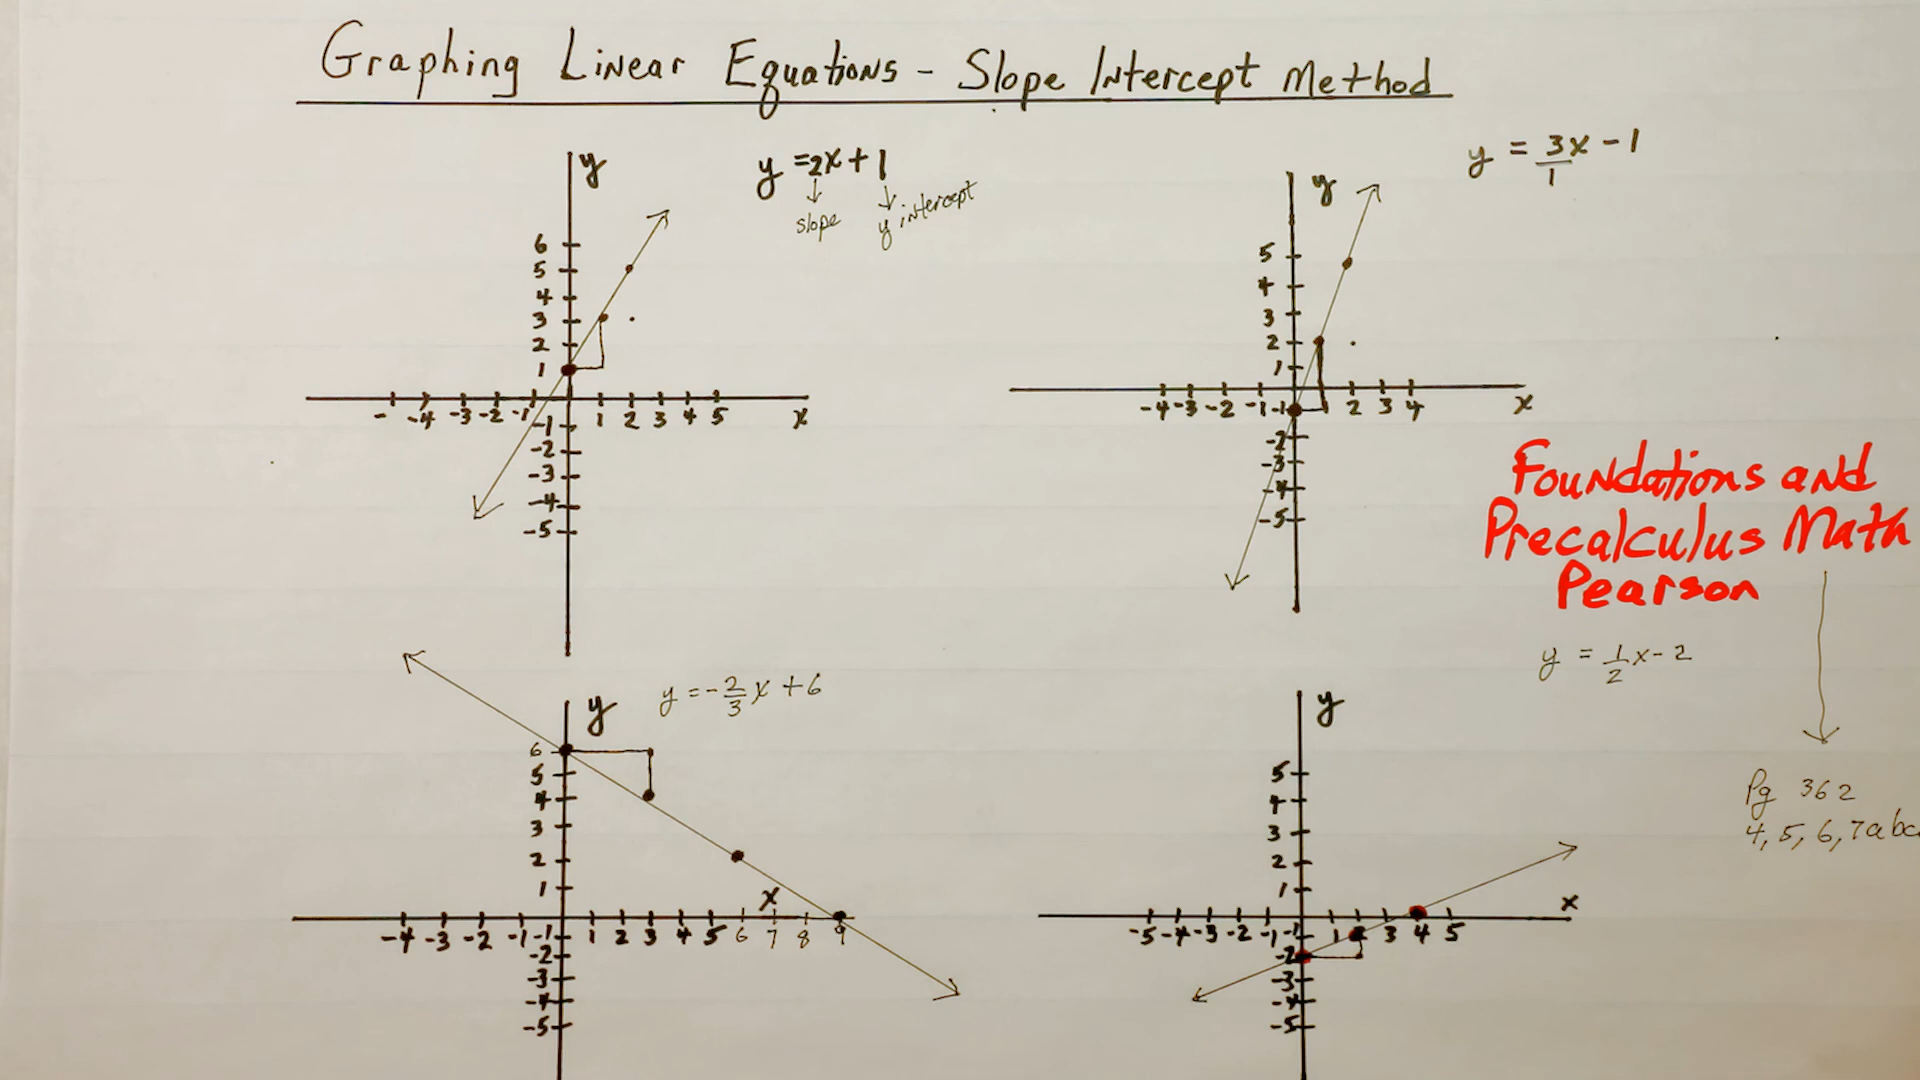 Graphing Linear Equations - Slope Intercept Method
y
y = 2x + 1
slope
y intercept
6
5
4
3
2
1
- -4 -3 -2 -1 1 2 3 4 5 x
-1
-2
-3
-4
-5
y = 3x - 1
1
y
5
4
3
2
1
-4 -3 -2 -1 -1 2 3 4 x
-2
-3
-4
-5
Foundations and
Precalculus Math
Pearson
Pg 362
4, 5, 6, 7abc
y
y = -2/3 x + 6
6
5
4
3
2
1
x
-4 -3 -2 -1 1 2 3 4 5 6 7 8 9
-1
-2
-3
-4
-5
y = 1/2 x - 2
y
5
4
3
2
1
x
-5 -4 -3 -2 -1 1 3 4 5
-1
-2
-3
-4
-5